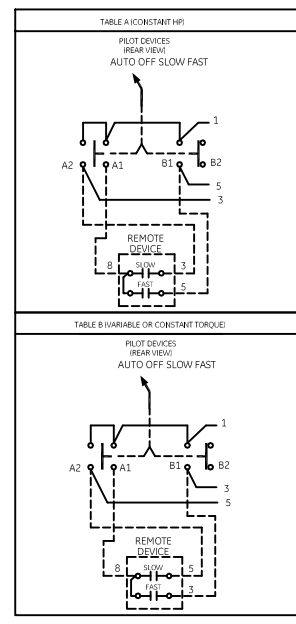 TABLE A (CONSTANT HP)
PILOT DEVICES
(REAR VIEW)
AUTO OFF SLOW FAST
1
A2 A1 B1 B2
5
3
REMOTE
DEVICE
8 SLOW 3
FAST 5
TABLE B (VARIABLE OR CONSTANT TORQUE)
PILOT DEVICES
(REAR VIEW)
AUTO OFF SLOW FAST
1
A2 A1 B1 B2
3
5
REMOTE
DEVICE
8 SLOW 5
FAST 3